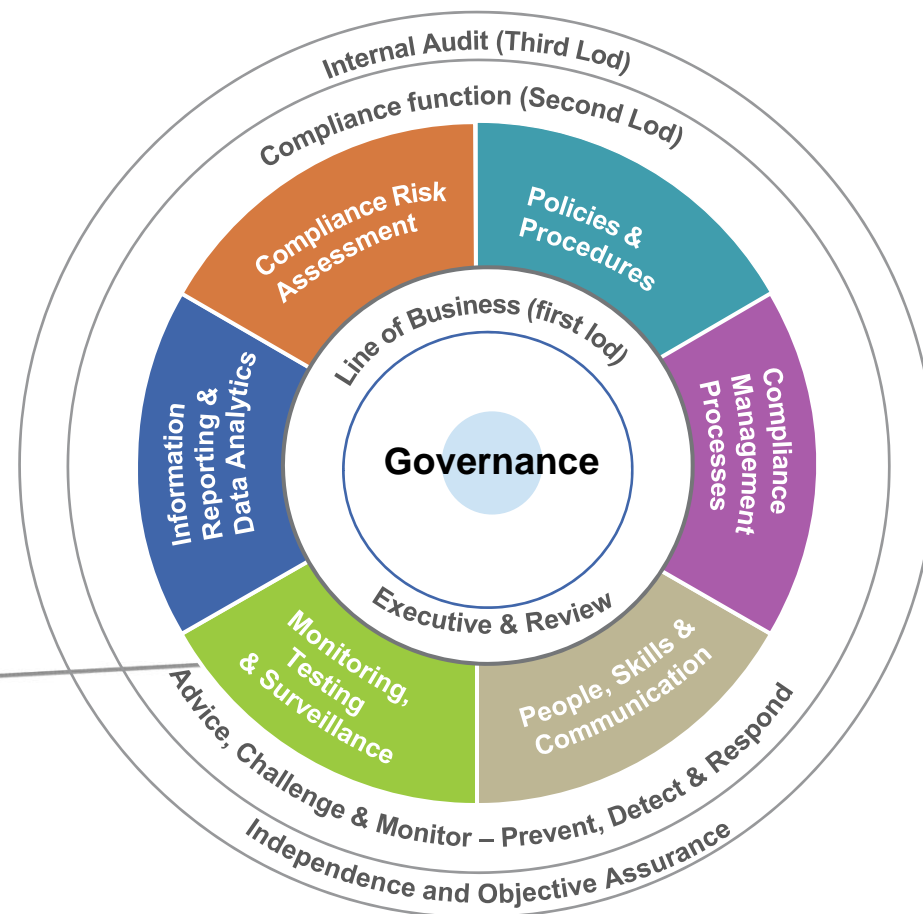 Internal Audit (Third Lod)
Compliance function (Second Lod)
Compliance Risk
Assessment
Policies &
Procedures
Line of Business (first lod)
Information
Reporting &
Data Analytics
Governance
Compliance
Management
Processes
Executive & Review
Monitoring,
Testing
& Surveillance
People, Skills &
Communication
Advice, Challenge & Monitor – Prevent, Detect & Respond
Independence and Objective Assurance